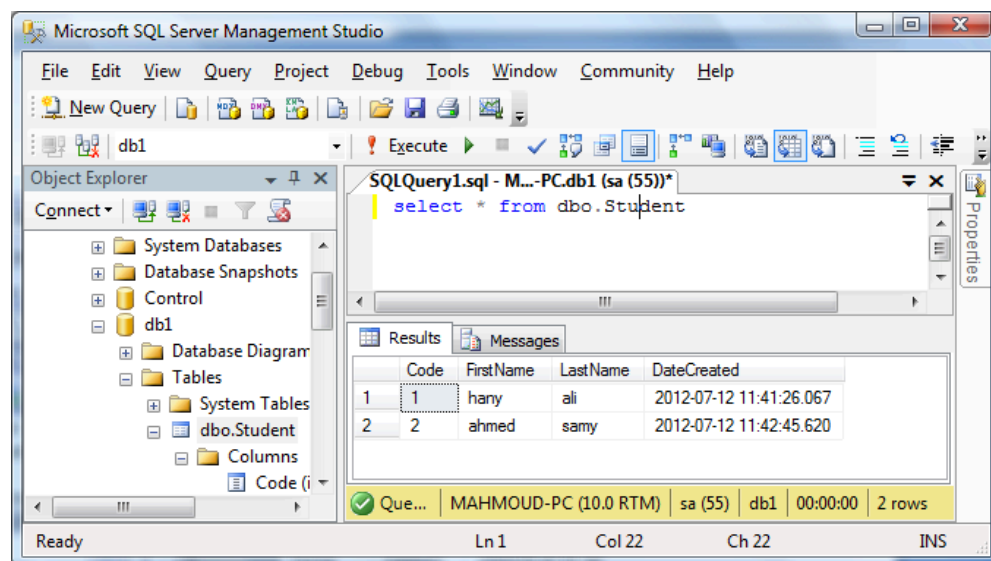 Microsoft SQL Server Management Studio
File Edit View Query Project Debug Tools Window Community Help
New Query
db1 Execute
Object Explorer
Connect
System Databases
Database Snapshots
Control
db1
Database Diagram
Tables
System Tables
dbo.Student
Columns
Code (i
SQLQuery1.sql - M...-PC.db1 (sa (55))*
select * from dbo.Student
Results Messages
Code FirstName LastName DateCreated
1 1 hany ali 2012-07-12 11:41:26.067
2 2 ahmed samy 2012-07-12 11:42:45.620
Que... MAHMOUD-PC (10.0 RTM) sa (55) db1 00:00:00 2 rows
Properties
Ready Ln 1 Col 22 Ch 22 INS